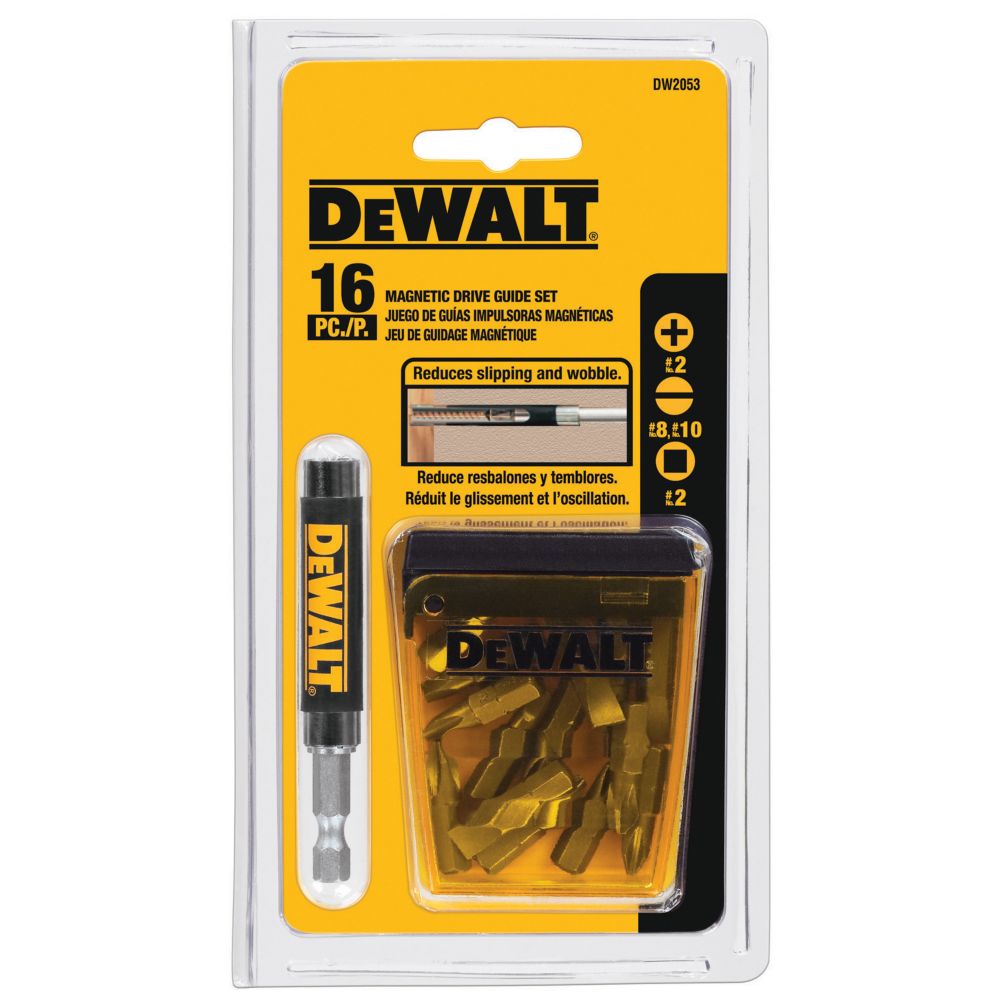 DW2053
DEWALT®
16
PC./P.
MAGNETIC DRIVE GUIDE SET
JUEGO DE GUÍAS IMPULSORAS MAGNÉTICAS
JEU DE GUIDAGE MAGNÉTIQUE
Reduces slipping and wobble.
Reduce resbalones y temblores.
Réduit le glissement et l'oscillation.
#/No. 2
#/No. 8, #/No. 10
#/No. 2
DEWALT®
DEWALT